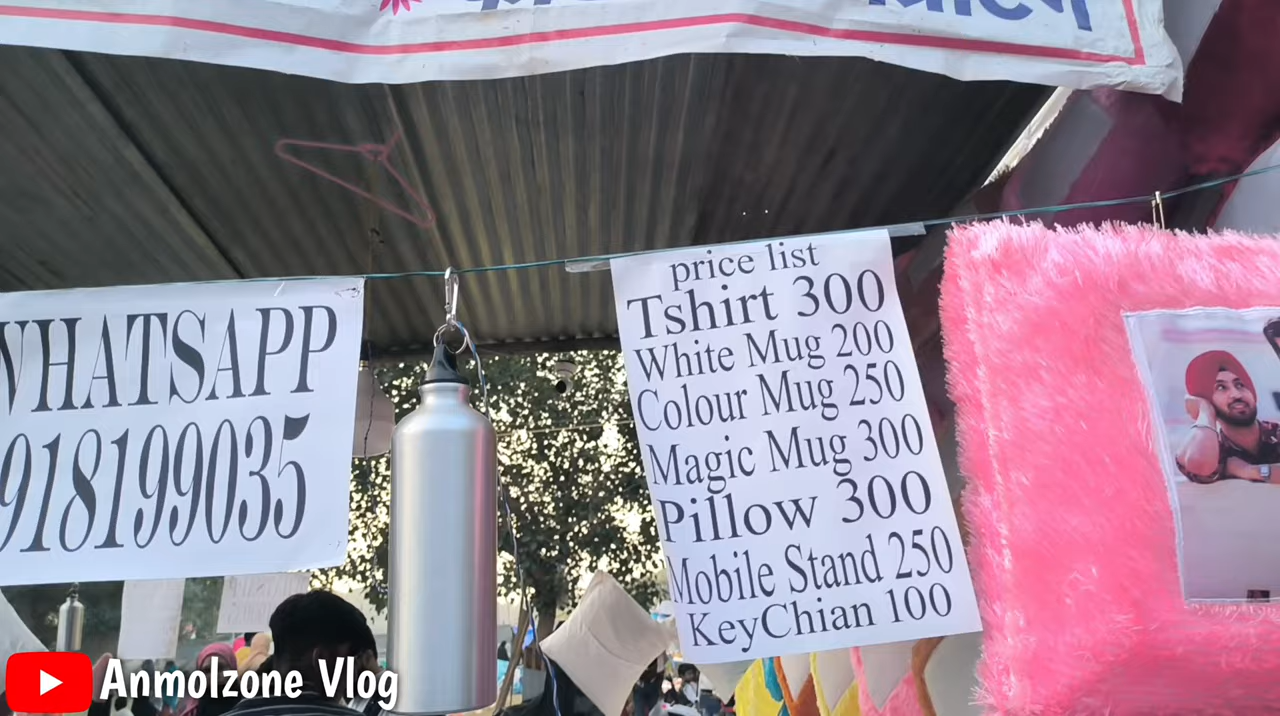 WHATSAPP
918199035
price list
Tshirt 300
White Mug 200
Colour Mug 250
Magic Mug 300
Pillow 300
Mobile Stand 250
KeyChian 100
Anmolzone Vlog